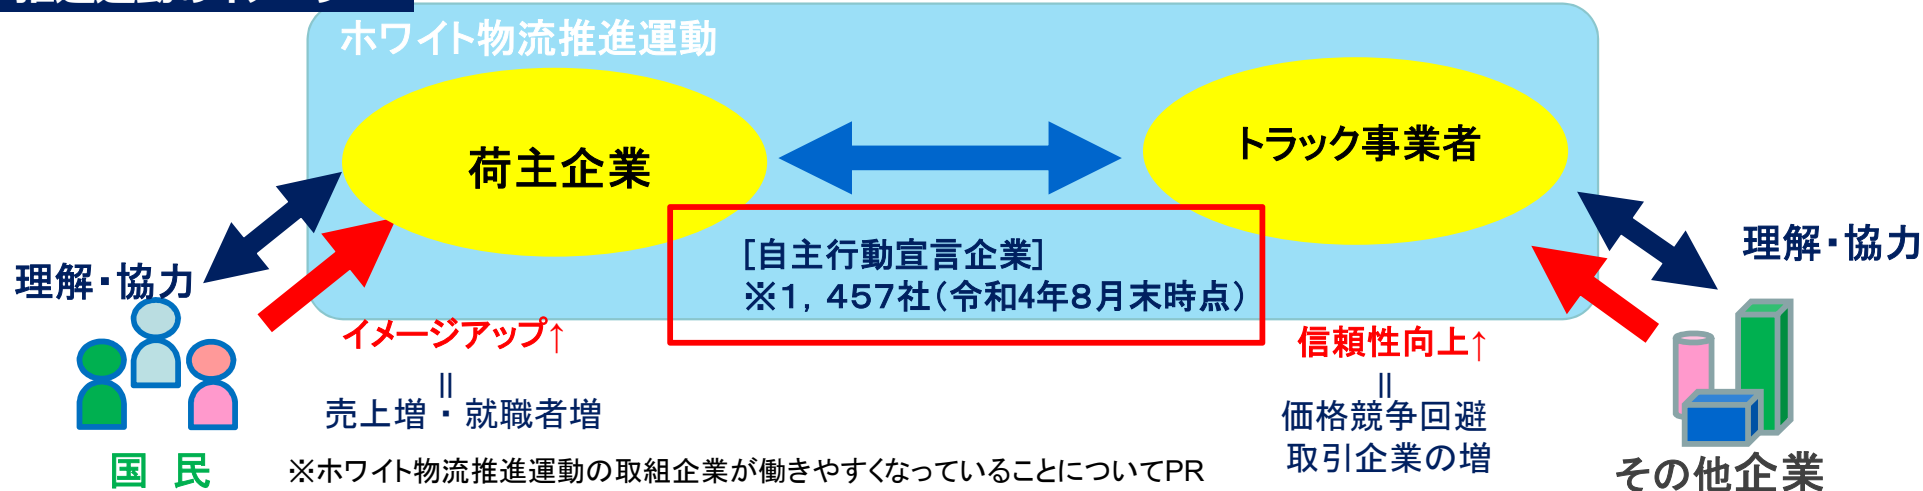 ホワイト物流推進運動
荷主企業
トラック事業者
[自主行動宣言企業]
※1,457社(令和4年8月末時点)
理解・協力
理解・協力
イメージアップ↑
||
売上増・就職者増
信頼性向上↑
||
価格競争回避
取引企業の増
国 民
その他企業
※ホワイト物流推進運動の取組企業が働きやすくなっていることについてPR